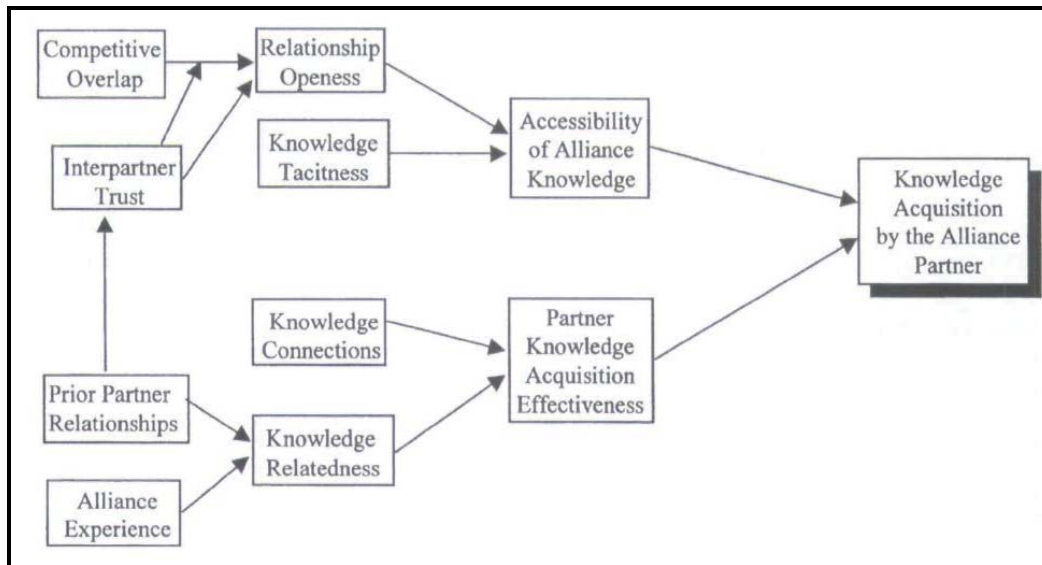 Competitive
Overlap
Relationship
Openess
Interpartner
Trust
Knowledge
Tacitness
Accessibility
of Alliance
Knowledge
Knowledge
Acquisition
by the Alliance
Partner
Knowledge
Connections
Partner
Knowledge
Acquisition
Effectiveness
Prior Partner
Relationships
Knowledge
Relatedness
Alliance
Experience